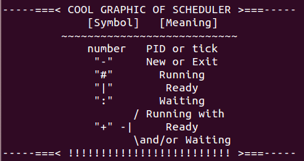 -----===< COOL GRAPHIC OF SCHEDULER >===-----
[Symbol] [Meaning]
~~~~~~~~~~~~~~~~~~~~~~~~~~~
number PID or tick
"-" New or Exit
"#" Running
"|" Ready
":" Waiting
/ Running with
"+" -| Ready
\and/or Waiting
-----===< !!!!!!!!!!!!!!!!!!!!!!!!! >===-----